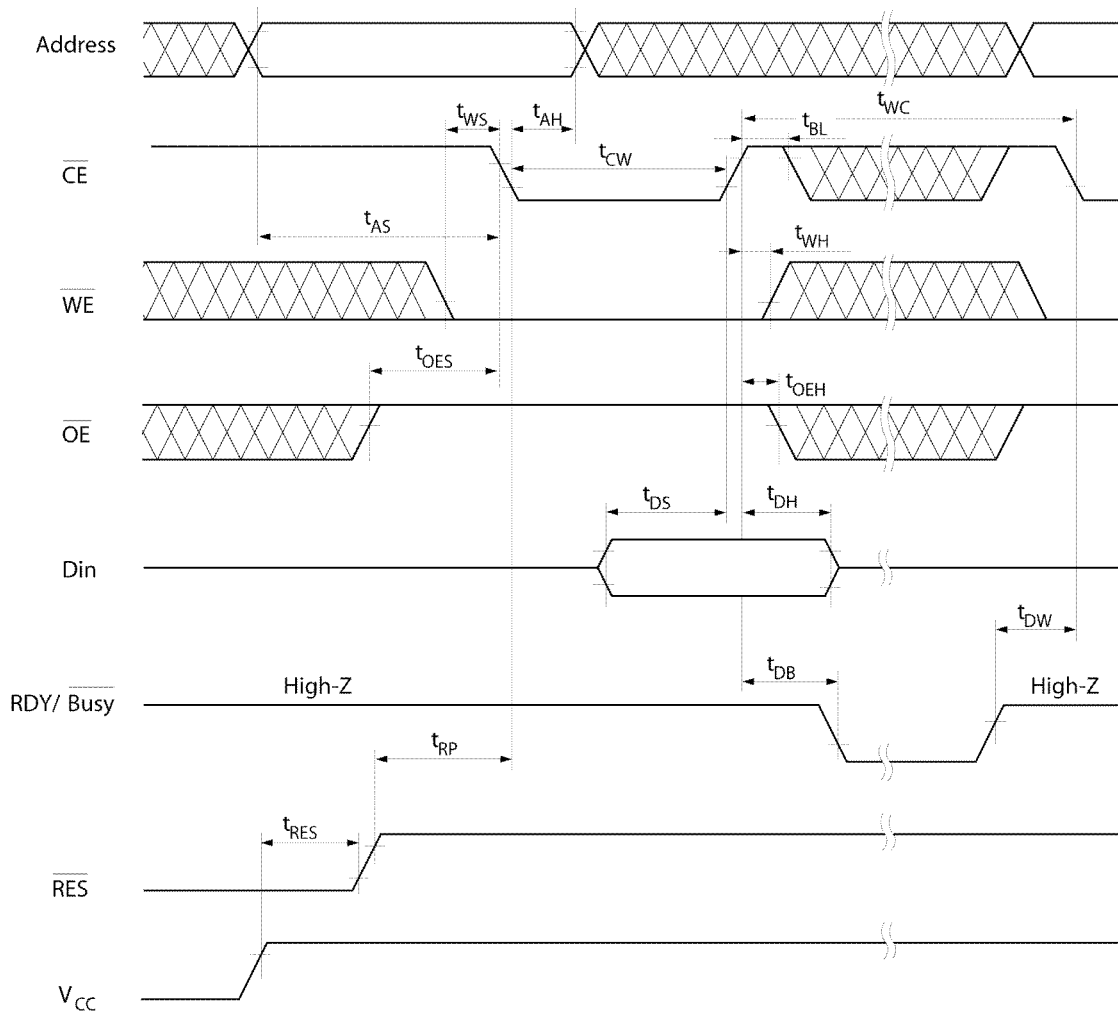 Address
tWS
tAH
tWC
tBL
CE
tCW
tAS
tWH
WE
tOES
tOEH
OE
tDS
tDH
Din
tDW
tDB
High-Z
High-Z
RDY/ Busy
tRP
tRES
RES
VCC